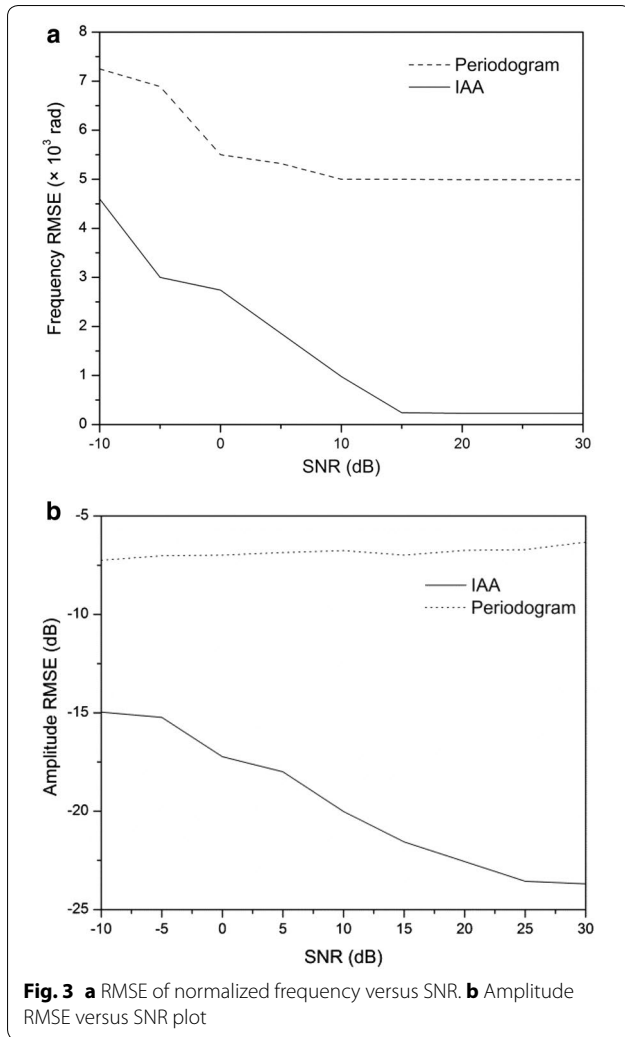 a
8
7
6
5
4
3
2
1
0
Frequency RMSE (× 10³ rad)
Periodogram
IAA
-10 0 10 20 30
SNR (dB)
b
-5
-10
-15
-20
-25
Amplitude RMSE (dB)
IAA
Periodogram
-10 -5 0 5 10 15 20 25 30
SNR (dB)
Fig. 3 a RMSE of normalized frequency versus SNR. b Amplitude
RMSE versus SNR plot